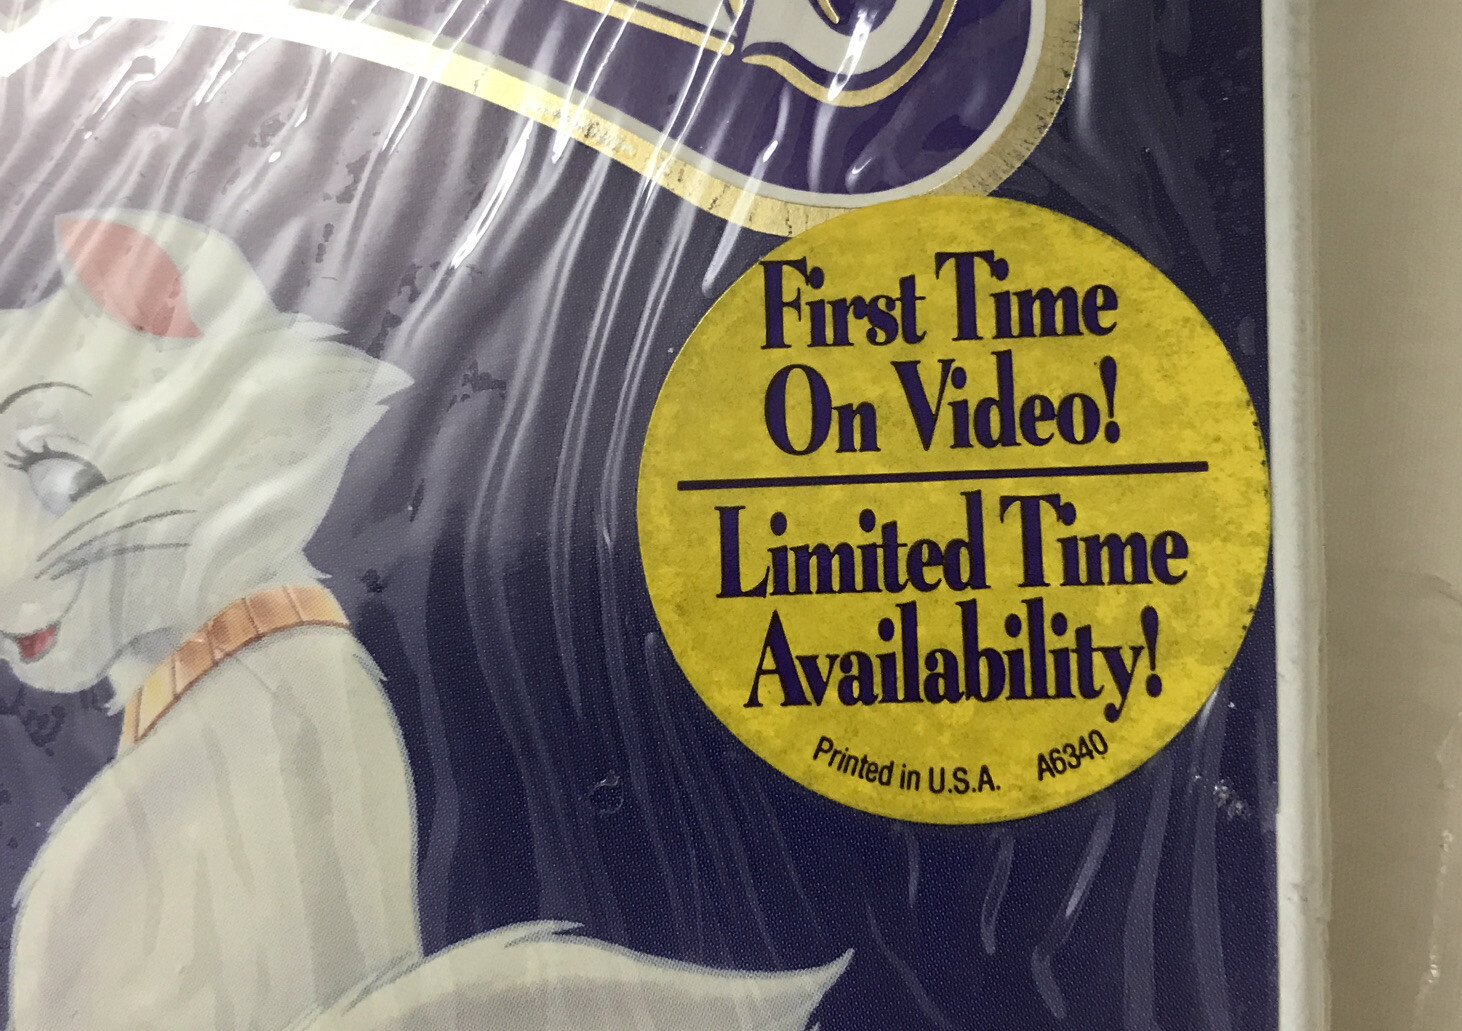 First Time
On Video!
Limited Time
Availability!
Printed in U.S.A. A6340